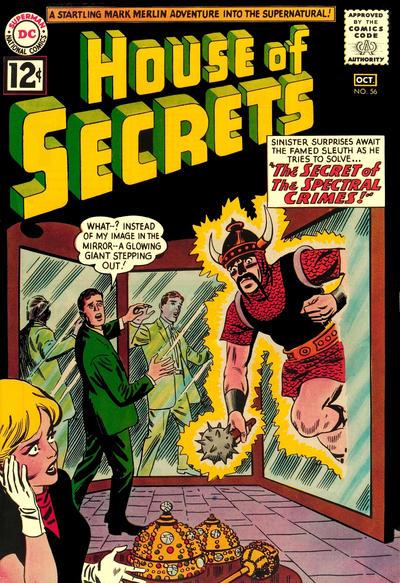 A STARTLING MARK MERLIN ADVENTURE INTO THE SUPERNATURAL!
SUPERMAN
DC
NATIONAL COMICS
12¢
HOUSE OF
SECRETS
APPROVED
BY THE
COMICS
CODE
CA
AUTHORITY
OCT.
NO. 56
SINISTER SURPRISES AWAIT
THE FAMED SLEUTH AS HE
TRIES TO SOLVE...
"The SECRET of
The SPECTRAL
CRIMES!"
WHAT--? INSTEAD
OF MY IMAGE IN THE
MIRROR--A GLOWING
GIANT STEPPING
OUT!